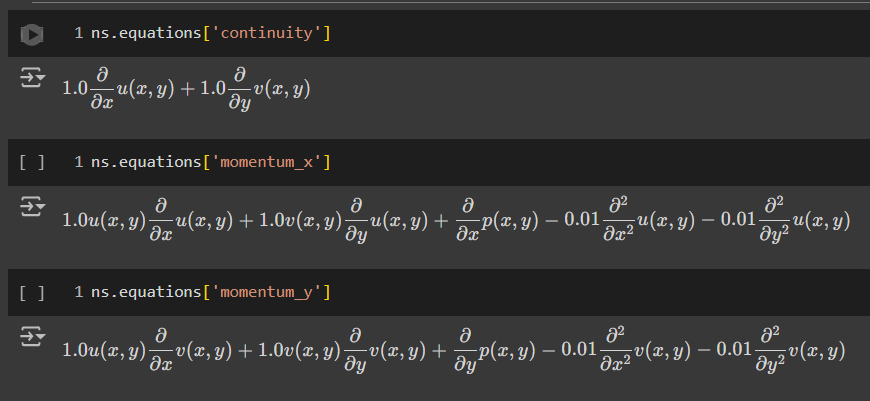 1 ns.equations['continuity']
1.0 ∂/∂x u(x, y) + 1.0 ∂/∂y v(x, y)
[ ] 1 ns.equations['momentum_x']
1.0u(x, y) ∂/∂x u(x, y) + 1.0v(x, y) ∂/∂y u(x, y) + ∂/∂x p(x, y) − 0.01 ∂²/∂x² u(x, y) − 0.01 ∂²/∂y² u(x, y)
[ ] 1 ns.equations['momentum_y']
1.0u(x, y) ∂/∂x v(x, y) + 1.0v(x, y) ∂/∂y v(x, y) + ∂/∂y p(x, y) − 0.01 ∂²/∂x² v(x, y) − 0.01 ∂²/∂y² v(x, y)